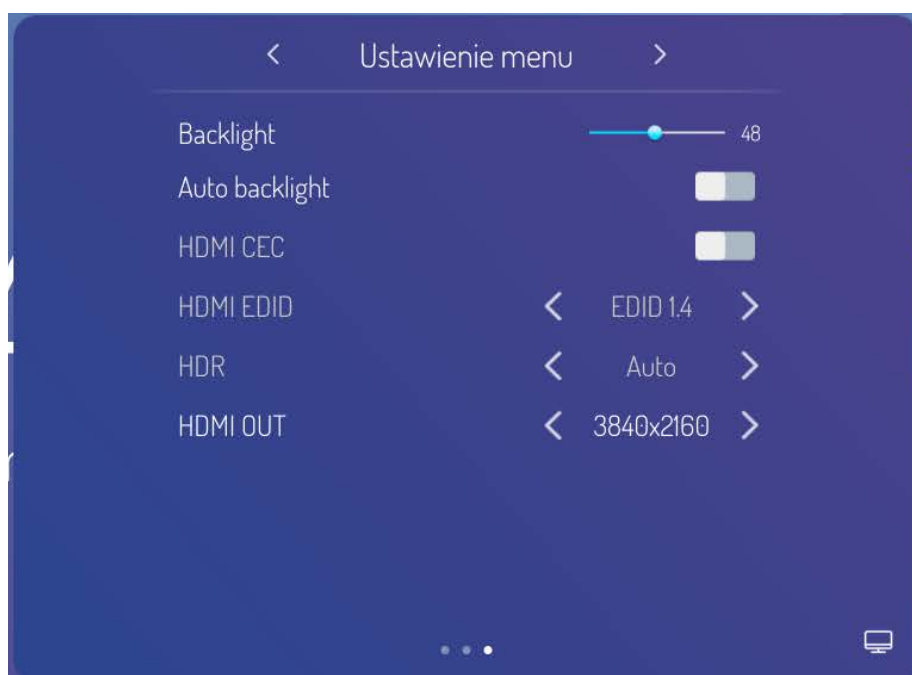 Ustawienie menu
Backlight 48
Auto backlight
HDMI CEC
HDMI EDID EDID 1.4
HDR Auto
HDMI OUT 3840x2160